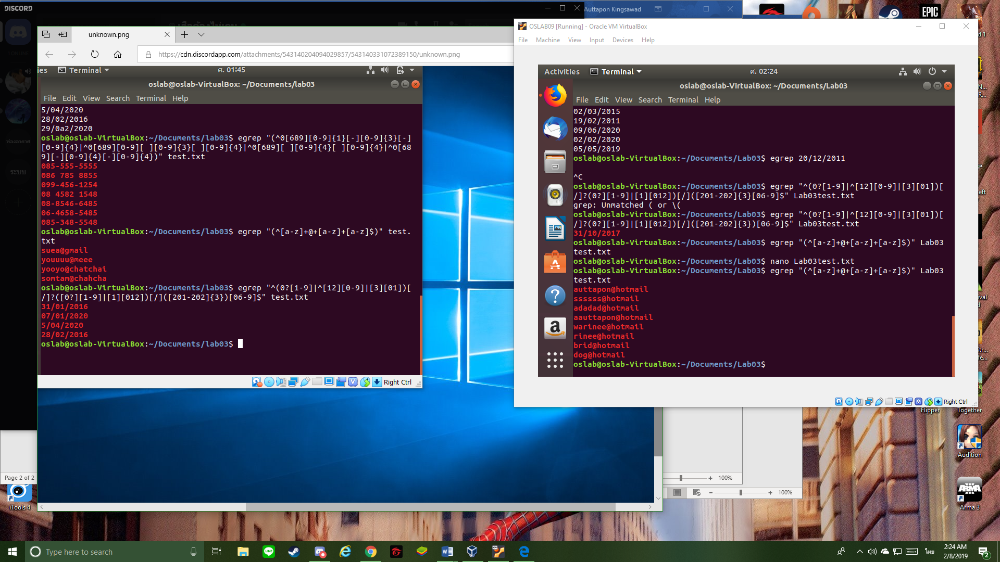 DISCORD
Auttapon Kingsawad
EPIC
unknown.png
https://cdn.discordapp.com/attachments/543140204094029857/543140331072389150/unknown.png
ies Terminal ศ. 01:45
oslab@oslab-VirtualBox: ~/Documents/lab03
File Edit View Search Terminal Help
5/04/2020
28/02/2016
29/0a2/2020
oslab@oslab-VirtualBox:~/Documents/lab03$ egrep "(^0[689][0-9]{1}[-][0-9]{3}[-]
[0-9]{4}|^0[689][0-9][ ][0-9]{3}[ ][0-9]{4}|^0[689][ ][0-9]{4}[ ][0-9]{4}|^0[68
9][-][0-9]{4}[-][0-9]{4})" test.txt
085-555-5555
086 785 8855
099-456-1254
08 4582 1548
08-8546-6485
06-4658-5485
085-348-5548
oslab@oslab-VirtualBox:~/Documents/lab03$ egrep "(^[a-z]+@+[a-z]+[a-z]$)" test.
txt
suea@gmail
youuuu@meee
yooyo@chatchai
somtam@chahcha
oslab@oslab-VirtualBox:~/Documents/lab03$ egrep "^(0?[1-9]|^[12][0-9]|[3][01])[
/]?([0?][1-9]|[1][012])[/]([201-202]{3})[06-9]$" test.txt
31/01/2016
07/01/2020
5/04/2020
28/02/2016
oslab@oslab-VirtualBox:~/Documents/lab03$
Right Ctrl
OSLAB09 [Running] - Oracle VM VirtualBox
File Machine View Input Devices Help
Activities Terminal ศ. 02:24
oslab@oslab-VirtualBox: ~/Documents/Lab03
File Edit View Search Terminal Help
02/03/2015
19/02/2011
09/06/2020
02/02/2020
05/05/2019
oslab@oslab-VirtualBox:~/Documents/Lab03$ egrep 20/12/2011
^C
oslab@oslab-VirtualBox:~/Documents/Lab03$ egrep "^(0?[1-9]|^[12][0-9]|[3][01])[
/]?(0?][1-9]|[1][012])[/]([201-202]{3}[06-9]$" Lab03test.txt
grep: Unmatched ( or \(
oslab@oslab-VirtualBox:~/Documents/Lab03$ egrep "^(0?[1-9]|^[12][0-9]|[3][01])[
/]?(0?][1-9]|[1][012])[/]([201-202]{3})[06-9]$" Lab03test.txt
31/10/2017
oslab@oslab-VirtualBox:~/Documents/Lab03$ egrep "(^[a-z]+@+[a-z]+[a-z]$)" Lab03
test.txt
oslab@oslab-VirtualBox:~/Documents/Lab03$ nano Lab03test.txt
oslab@oslab-VirtualBox:~/Documents/Lab03$ egrep "(^[a-z]+@+[a-z]+[a-z]$)" Lab03
test.txt
auttapon@hotmail
ssssss@hotmail
adadad@hotmail
aauttapon@hotmail
warinee@hotmail
rinee@hotmail
brid@hotmail
dog@hotmail
oslab@oslab-VirtualBox:~/Documents/Lab03$
Right Ctrl
Flipper
Together
Audition
ARMA
Arma 3
Page 2 of 2
iTools 4
100%
100%
Type here to search
LINE
ไทย
2:24 AM
2/8/2019
2